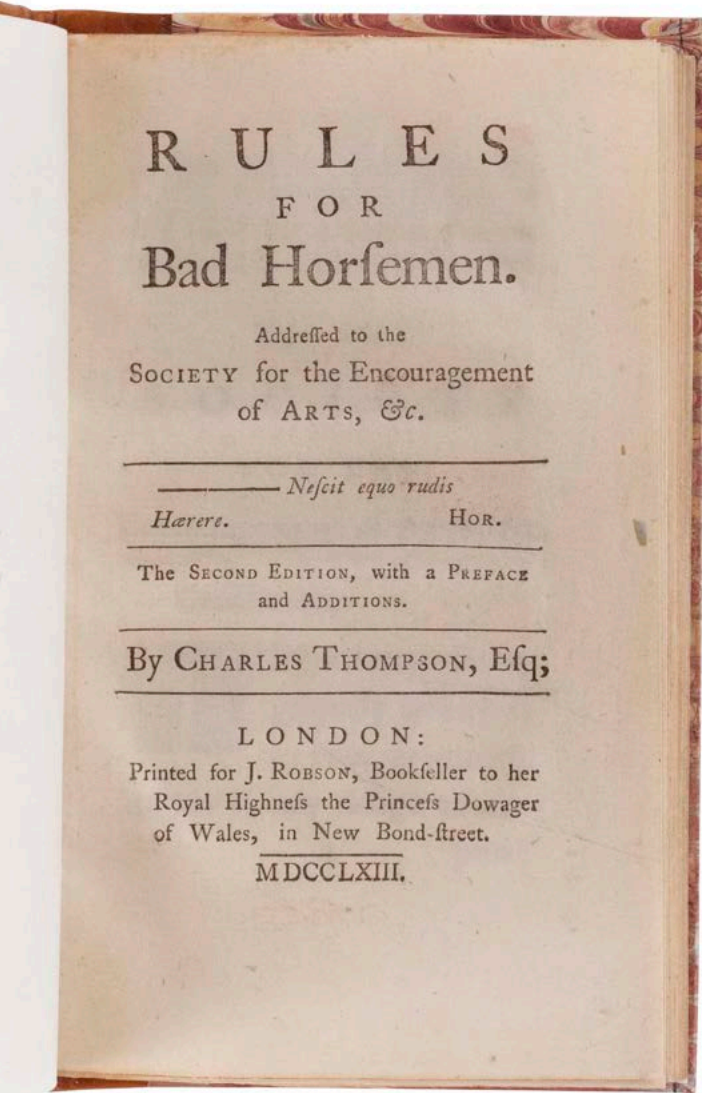 RULES
FOR
Bad Horſemen.
Addreſſed to the
SOCIETY for the Encouragement
of ARTS, &c.
——— Neſcit equo rudis
Hærere. HOR.
The SECOND EDITION, with a PREFACE
and ADDITIONS.
By CHARLES THOMPSON, Eſq;
LONDON:
Printed for J. ROBSON, Bookſeller to her
Royal Highneſs the Princeſs Dowager
of Wales, in New Bond-ſtreet.
MDCCLXIII.